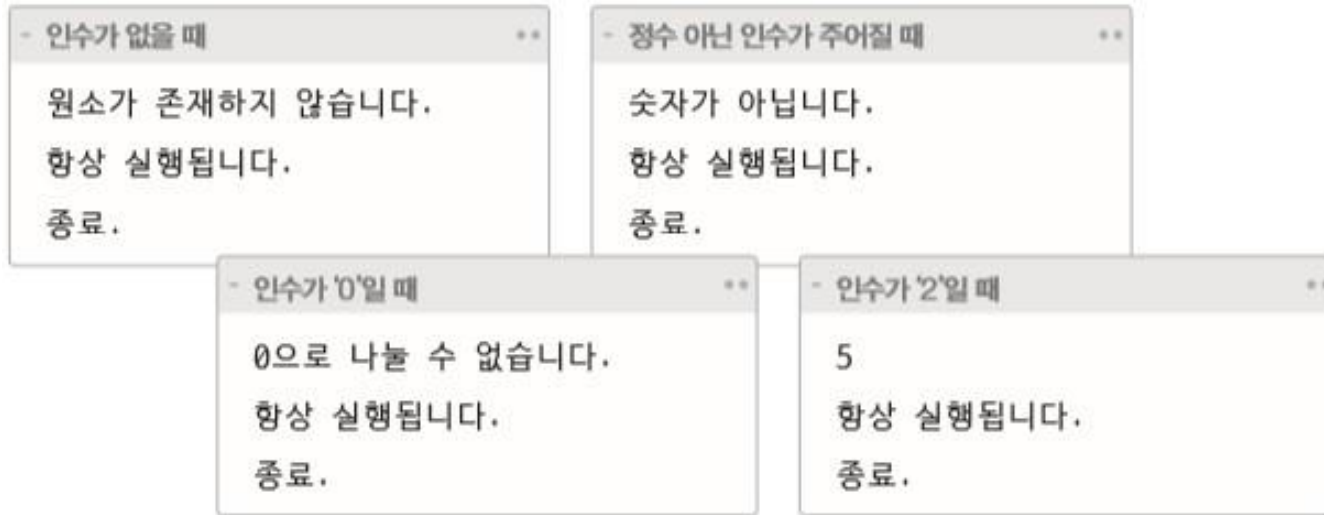 인수가 없을 때
원소가 존재하지 않습니다.
항상 실행됩니다.
종료.
정수 아닌 인수가 주어질 때
숫자가 아닙니다.
항상 실행됩니다.
종료.
인수가 '0'일 때
0으로 나눌 수 없습니다.
항상 실행됩니다.
종료.
인수가 '2'일 때
5
항상 실행됩니다.
종료.